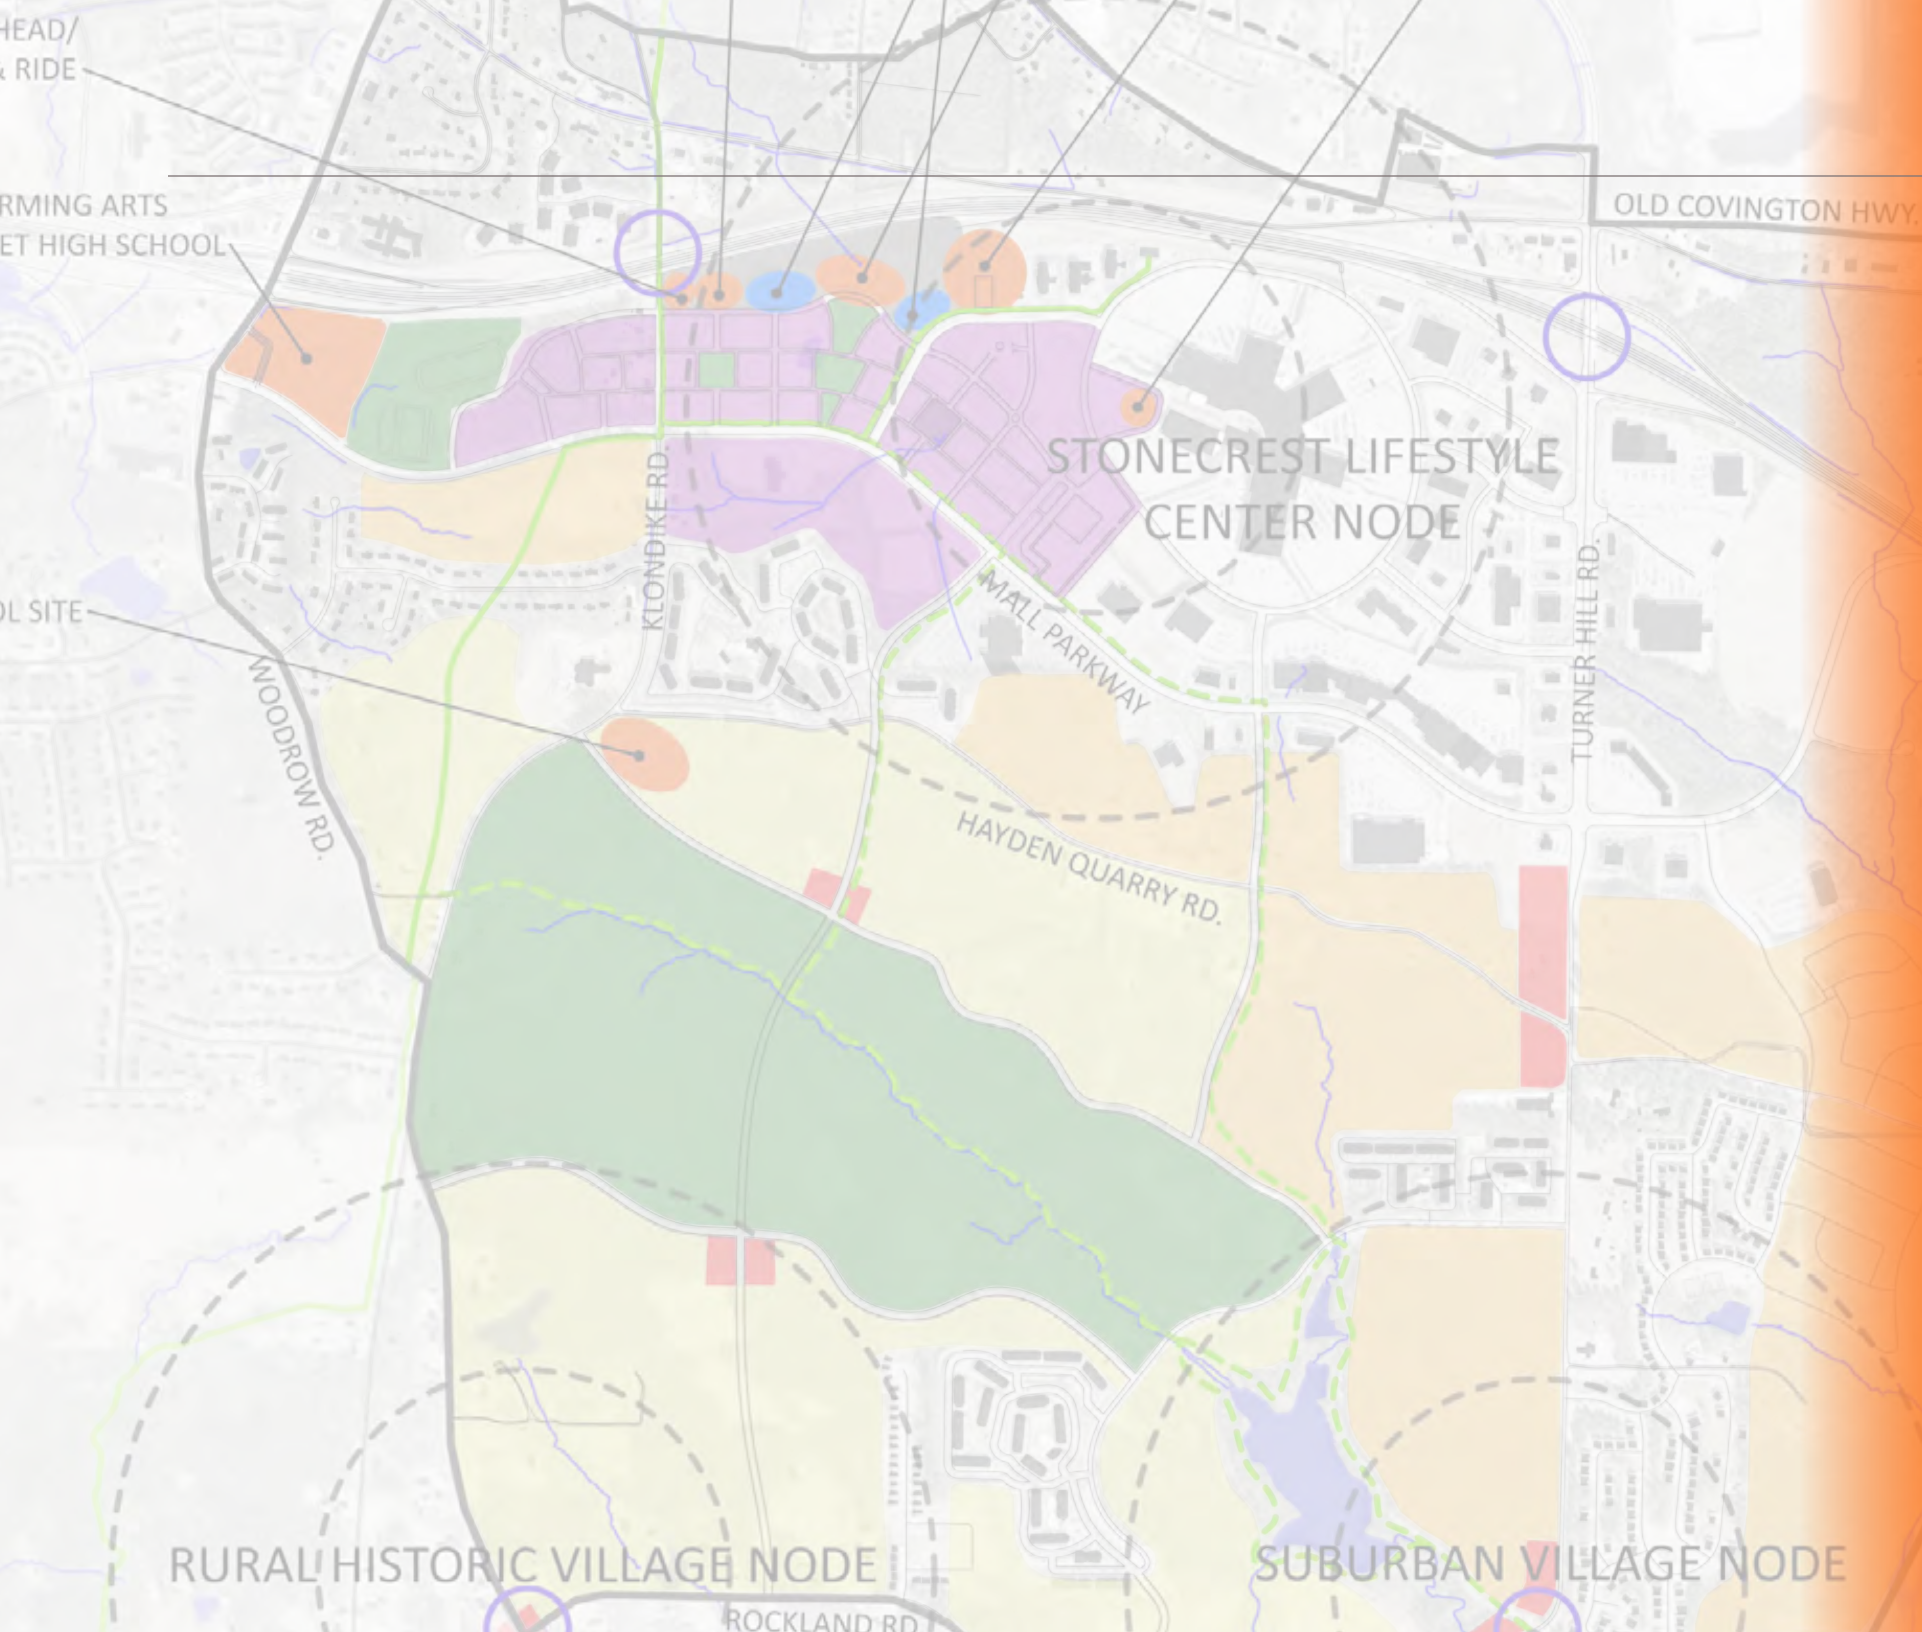 HEAD/
& RIDE
RMING ARTS
ET HIGH SCHOOL
OLD COVINGTON HWY.
STONECREST LIFESTYLE
CENTER NODE
KLONDIKE RD.
MALL PARKWAY
TURNER HILL RD.
OL SITE
WOODROW RD.
HAYDEN QUARRY RD.
RURAL HISTORIC VILLAGE NODE
SUBURBAN VILLAGE NODE
ROCKLAND RD